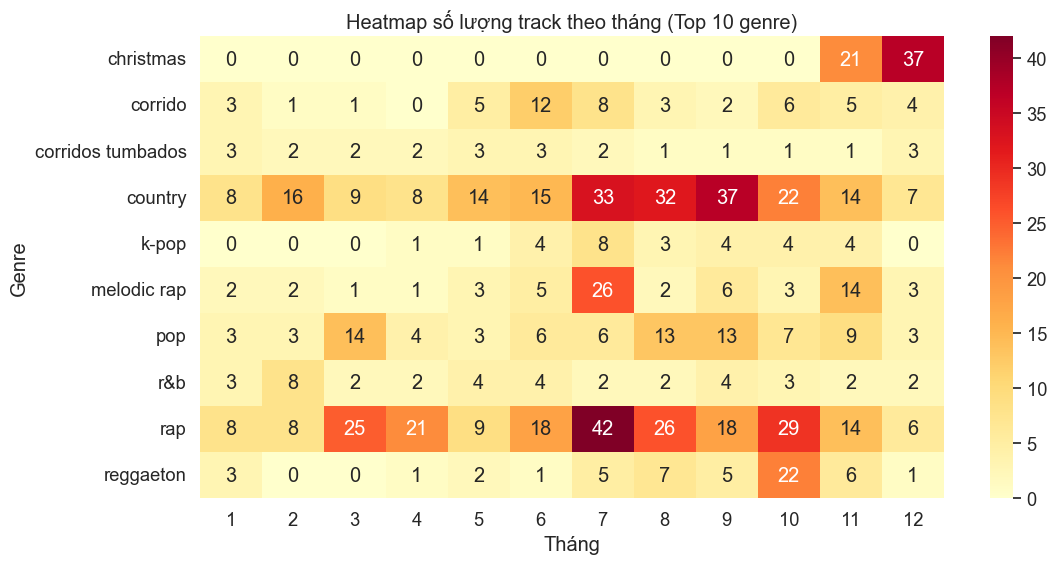 Heatmap số lượng track theo tháng (Top 10 genre)
christmas 0 0 0 0 0 0 0 0 0 0 21 37
corrido 3 1 1 0 5 12 8 3 2 6 5 4
corridos tumbados 3 2 2 2 3 3 2 1 1 1 1 3
country 8 16 9 8 14 15 33 32 37 22 14 7
k-pop 0 0 0 1 1 4 8 3 4 4 4 0
melodic rap 2 2 1 1 3 5 26 2 6 3 14 3
pop 3 3 14 4 3 6 6 13 13 7 9 3
r&b 3 8 2 2 4 4 2 2 4 3 2 2
rap 8 8 25 21 9 18 42 26 18 29 14 6
reggaeton 3 0 0 1 2 1 5 7 5 22 6 1
1 2 3 4 5 6 7 8 9 10 11 12
Tháng
Genre
40
35
30
25
20
15
10
5
0